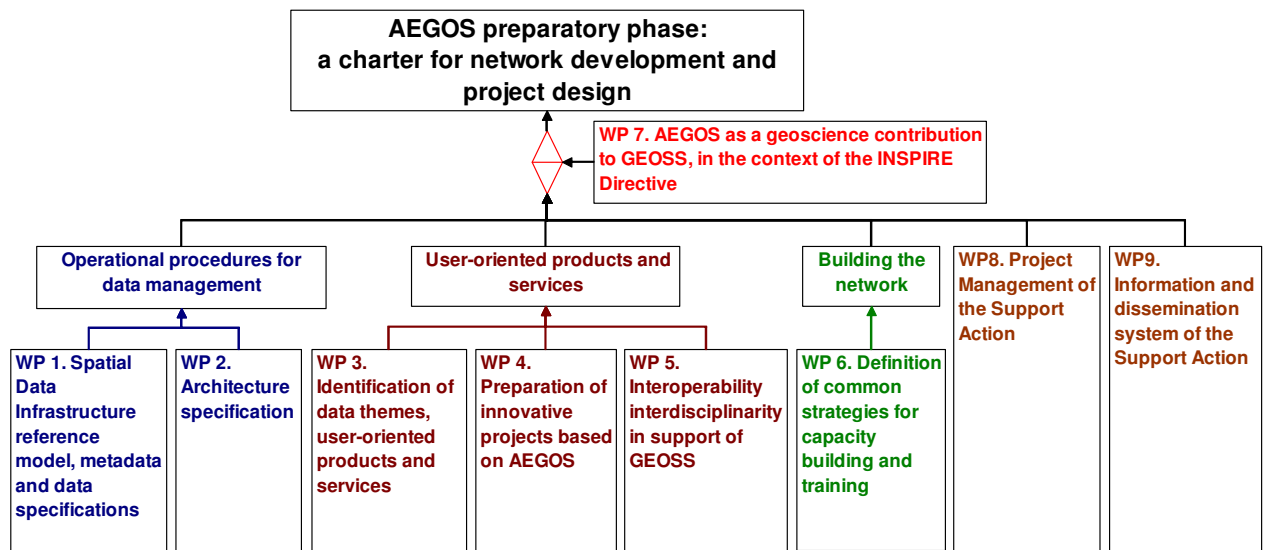 AEGOS preparatory phase:
a charter for network development and
project design
WP 7. AEGOS as a geoscience contribution
to GEOSS, in the context of the INSPIRE
Directive
Operational procedures for
data management
User-oriented products and
services
Building the
network
WP8. Project
Management of
the Support
Action
WP9.
Information and
dissemination
system of the
Support Action
WP 1. Spatial
Data
Infrastructure
reference
model, metadata
and data
specifications
WP 2.
Architecture
specification
WP 3.
Identification of
data themes,
user-oriented
products and
services
WP 4.
Preparation of
innovative
projects based
on AEGOS
WP 5.
Interoperability
interdisciplinarity
in support of
GEOSS
WP 6. Definition
of common
strategies for
capacity
building and
training